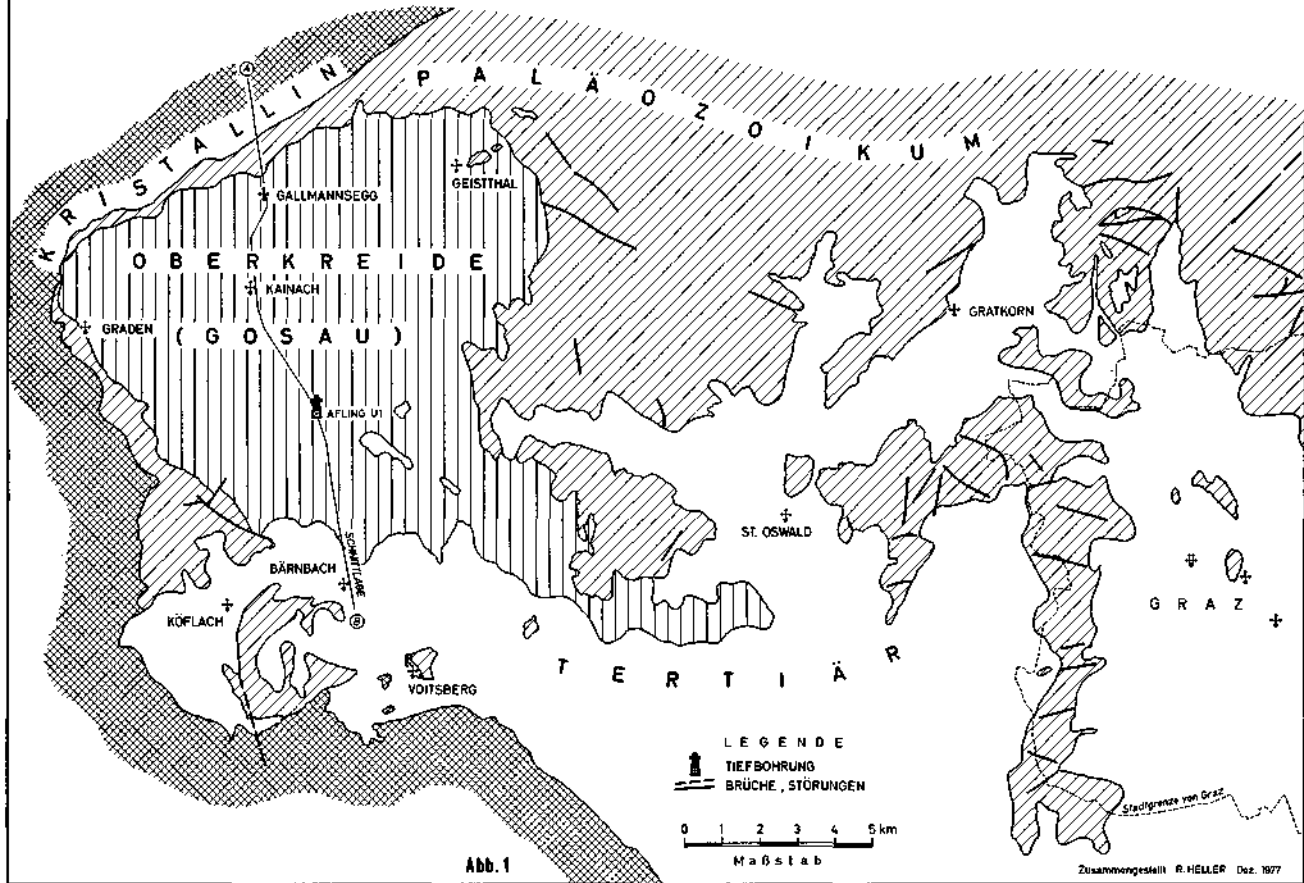 KRISTALLIN
PALÄOZOIKUM
A
GEISTTHAL
GALLMANNSEGG
OBERKREIDE
KAINACH
GRADEN
(GOSAU)
GRATKORN
AFLING U1
ST. OSWALD
SCHNITTLAGE
BÄRNBACH
KÖFLACH
B
GRAZ
VOITSBERG
TERTIÄR
LEGENDE
TIEFBOHRUNG
BRÜCHE, STÖRUNGEN
Stadtgrenze von Graz
0 1 2 3 4 5 km
Maßstab
Abb. 1
Zusammengestellt R. HELLER Dez. 1977